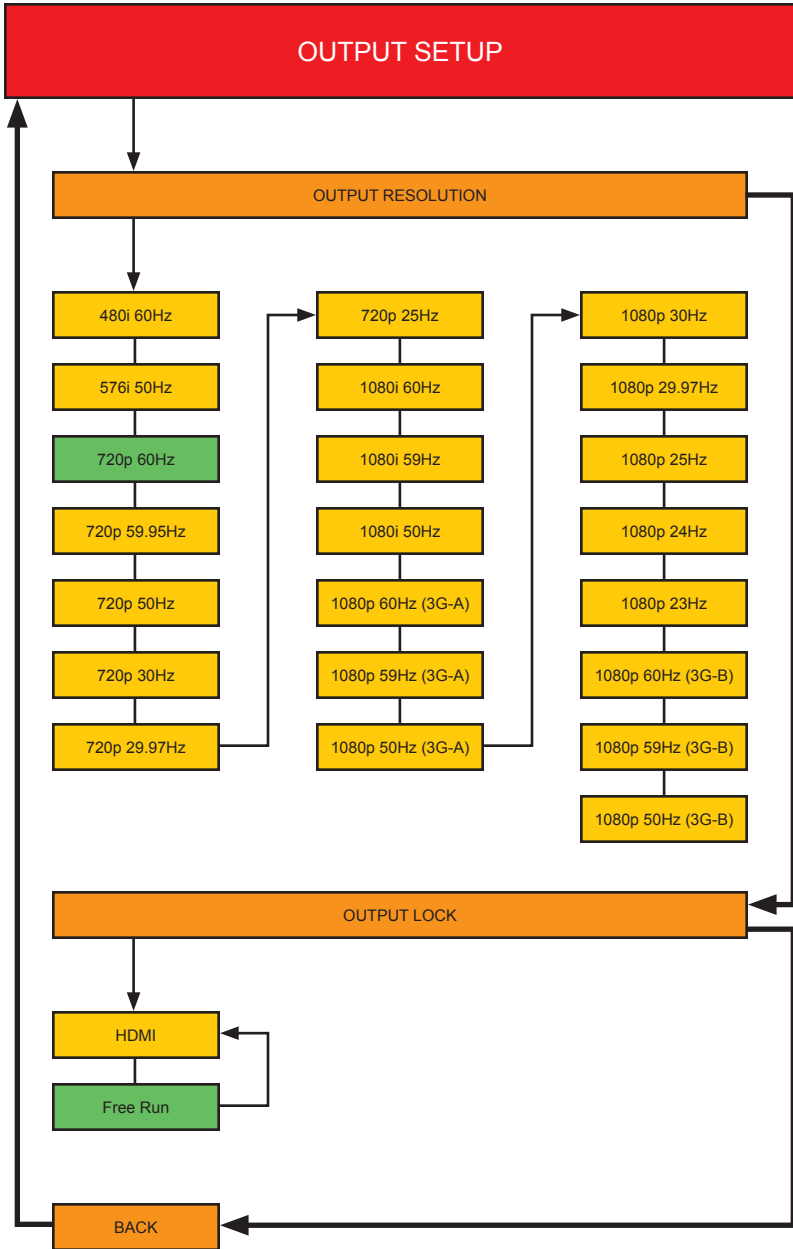 OUTPUT SETUP
OUTPUT RESOLUTION
480i 60Hz
576i 50Hz
720p 60Hz
720p 59.95Hz
720p 50Hz
720p 30Hz
720p 29.97Hz
720p 25Hz
1080i 60Hz
1080i 59Hz
1080i 50Hz
1080p 60Hz (3G-A)
1080p 59Hz (3G-A)
1080p 50Hz (3G-A)
1080p 30Hz
1080p 29.97Hz
1080p 25Hz
1080p 24Hz
1080p 23Hz
1080p 60Hz (3G-B)
1080p 59Hz (3G-B)
1080p 50Hz (3G-B)
OUTPUT LOCK
HDMI
Free Run
BACK